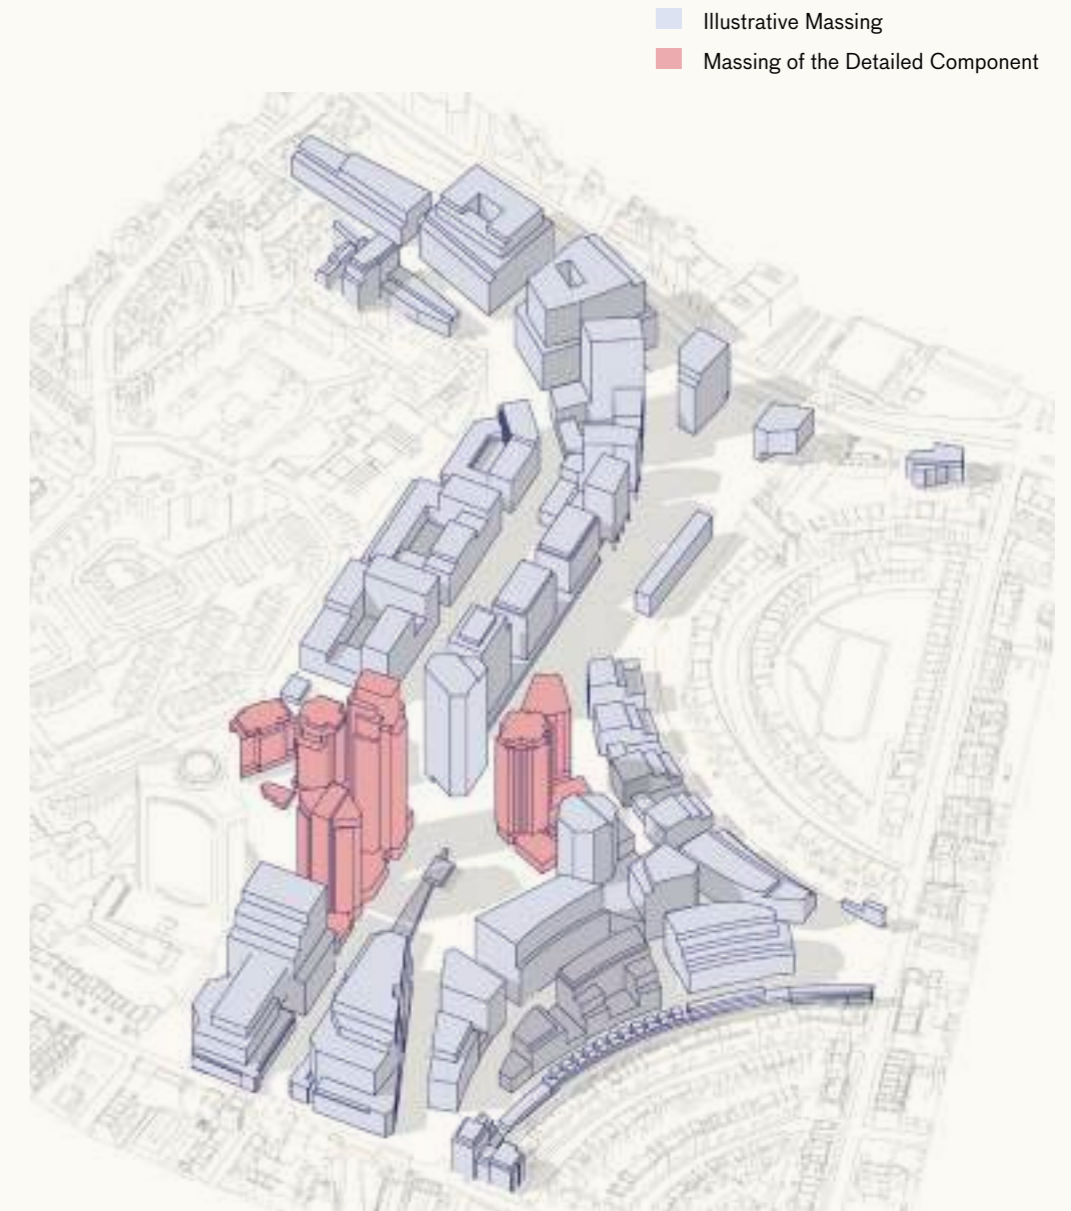 Illustrative Massing
Massing of the Detailed Component